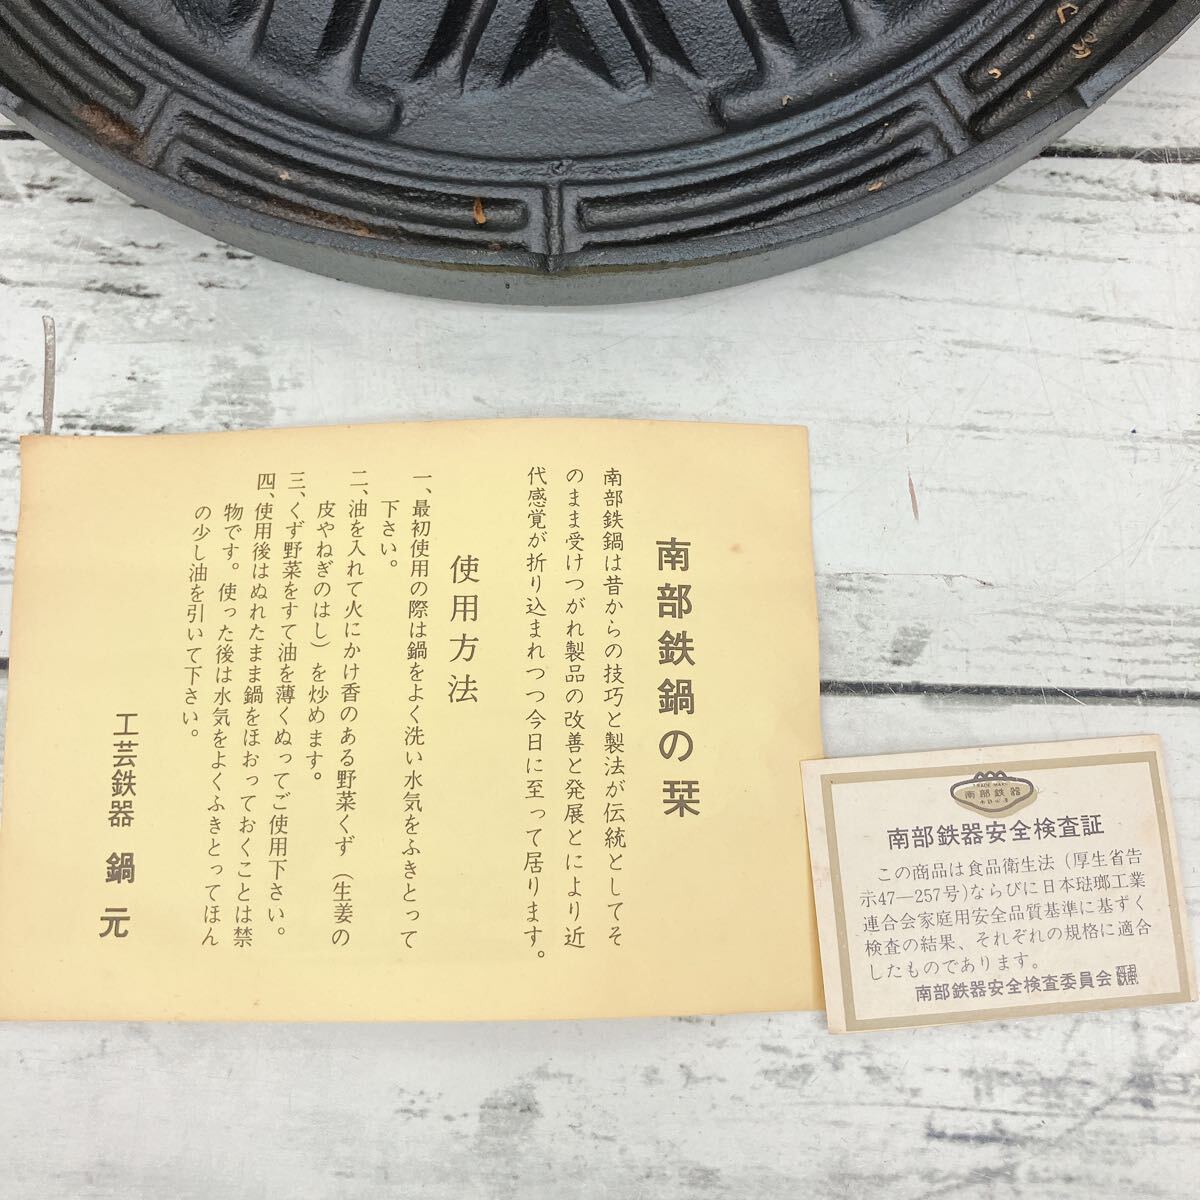 南部鉄鍋の栞
南部鉄鍋は昔からの技巧と製法が伝統としてそ
のまま受けつがれ製品の改善と発展とにより近
代感覚が折り込まれつつ今日に至って居ります。
使用方法
一、最初使用の際は鍋をよく洗い水気をふきとって
下さい。
二、油を入れて火にかけ香のある野菜くず（生姜の
皮やねぎのはし）を炒めます。
三、くず野菜をすて油を薄くぬってご使用下さい。
四、使用後はぬれたまま鍋をほおっておくことは禁
物です。使った後は水気をよくふきとってほん
の少し油を引いて下さい。
工芸鉄器 鍋元
TRADE MARK
南部鉄器
南部鉄器安全検査証
この商品は食品衛生法（厚生省告
示47—257号）ならびに日本琺瑯工業
連合会家庭用安全品質基準に基ずく
検査の結果、それぞれの規格に適合
したものであります。
南部鉄器安全検査委員会